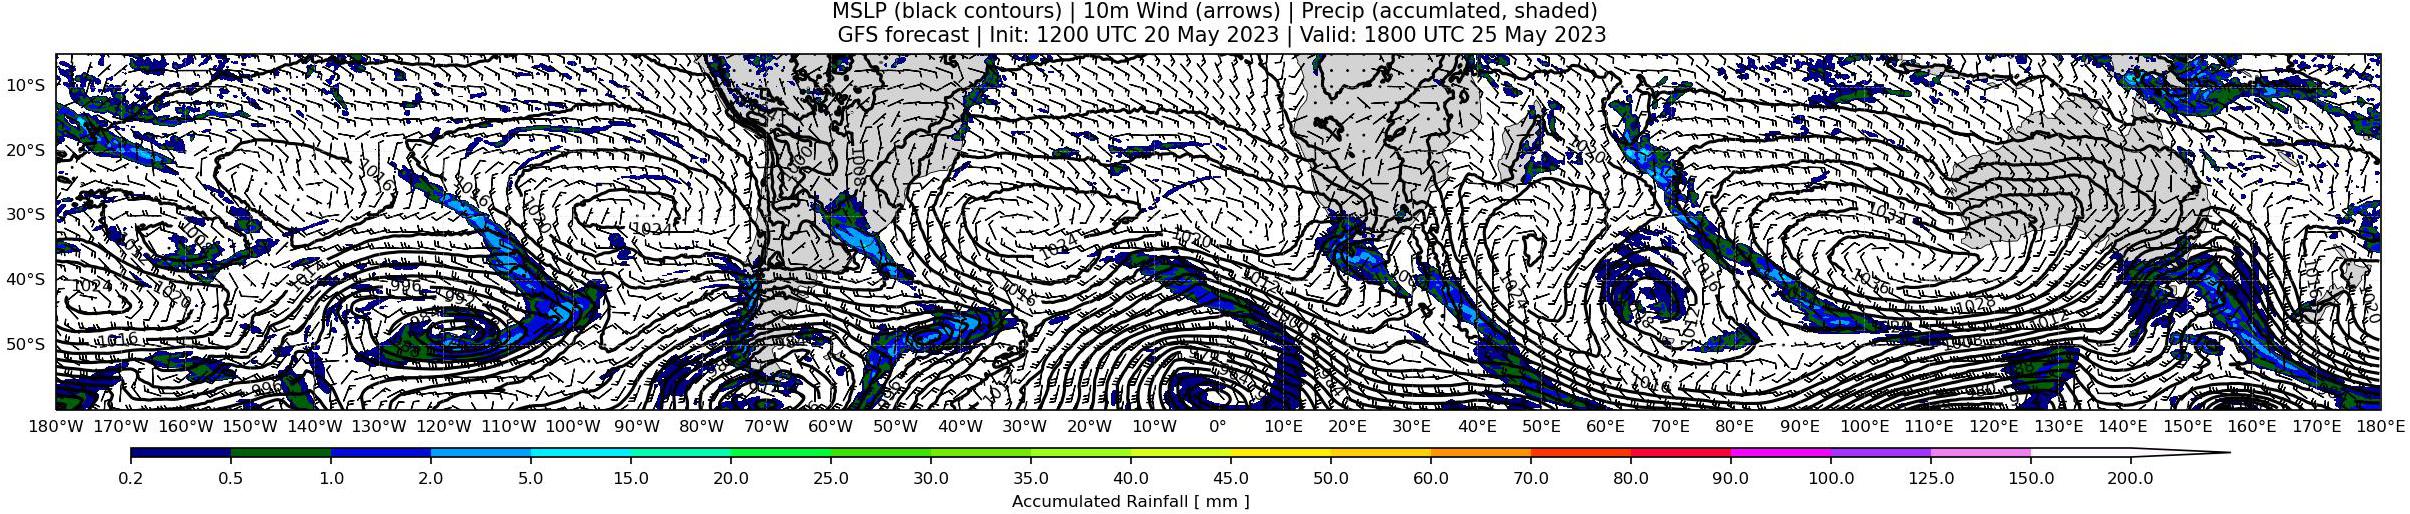 MSLP (black contours) | 10m Wind (arrows) | Precip (accumlated, shaded)
GFS forecast | Init: 1200 UTC 20 May 2023 | Valid: 1800 UTC 25 May 2023
10°S
20°S
30°S
40°S
50°S
1016
1016
1020
1024
1024
1020
1016
1012
996
992
996
1020
1024
1012
1016
1008
1020
1024
1016
1032
1036
1028
1016
1020
180°W 170°W 160°W 150°W 140°W 130°W 120°W 110°W 100°W 90°W 80°W 70°W 60°W 50°W 40°W 30°W 20°W 10°W 0° 10°E 20°E 30°E 40°E 50°E 60°E 70°E 80°E 90°E 100°E 110°E 120°E 130°E 140°E 150°E 160°E 170°E 180°E
0.2 0.5 1.0 2.0 5.0 15.0 20.0 25.0 30.0 35.0 40.0 45.0 50.0 60.0 70.0 80.0 90.0 100.0 125.0 150.0 200.0
Accumulated Rainfall [ mm ]